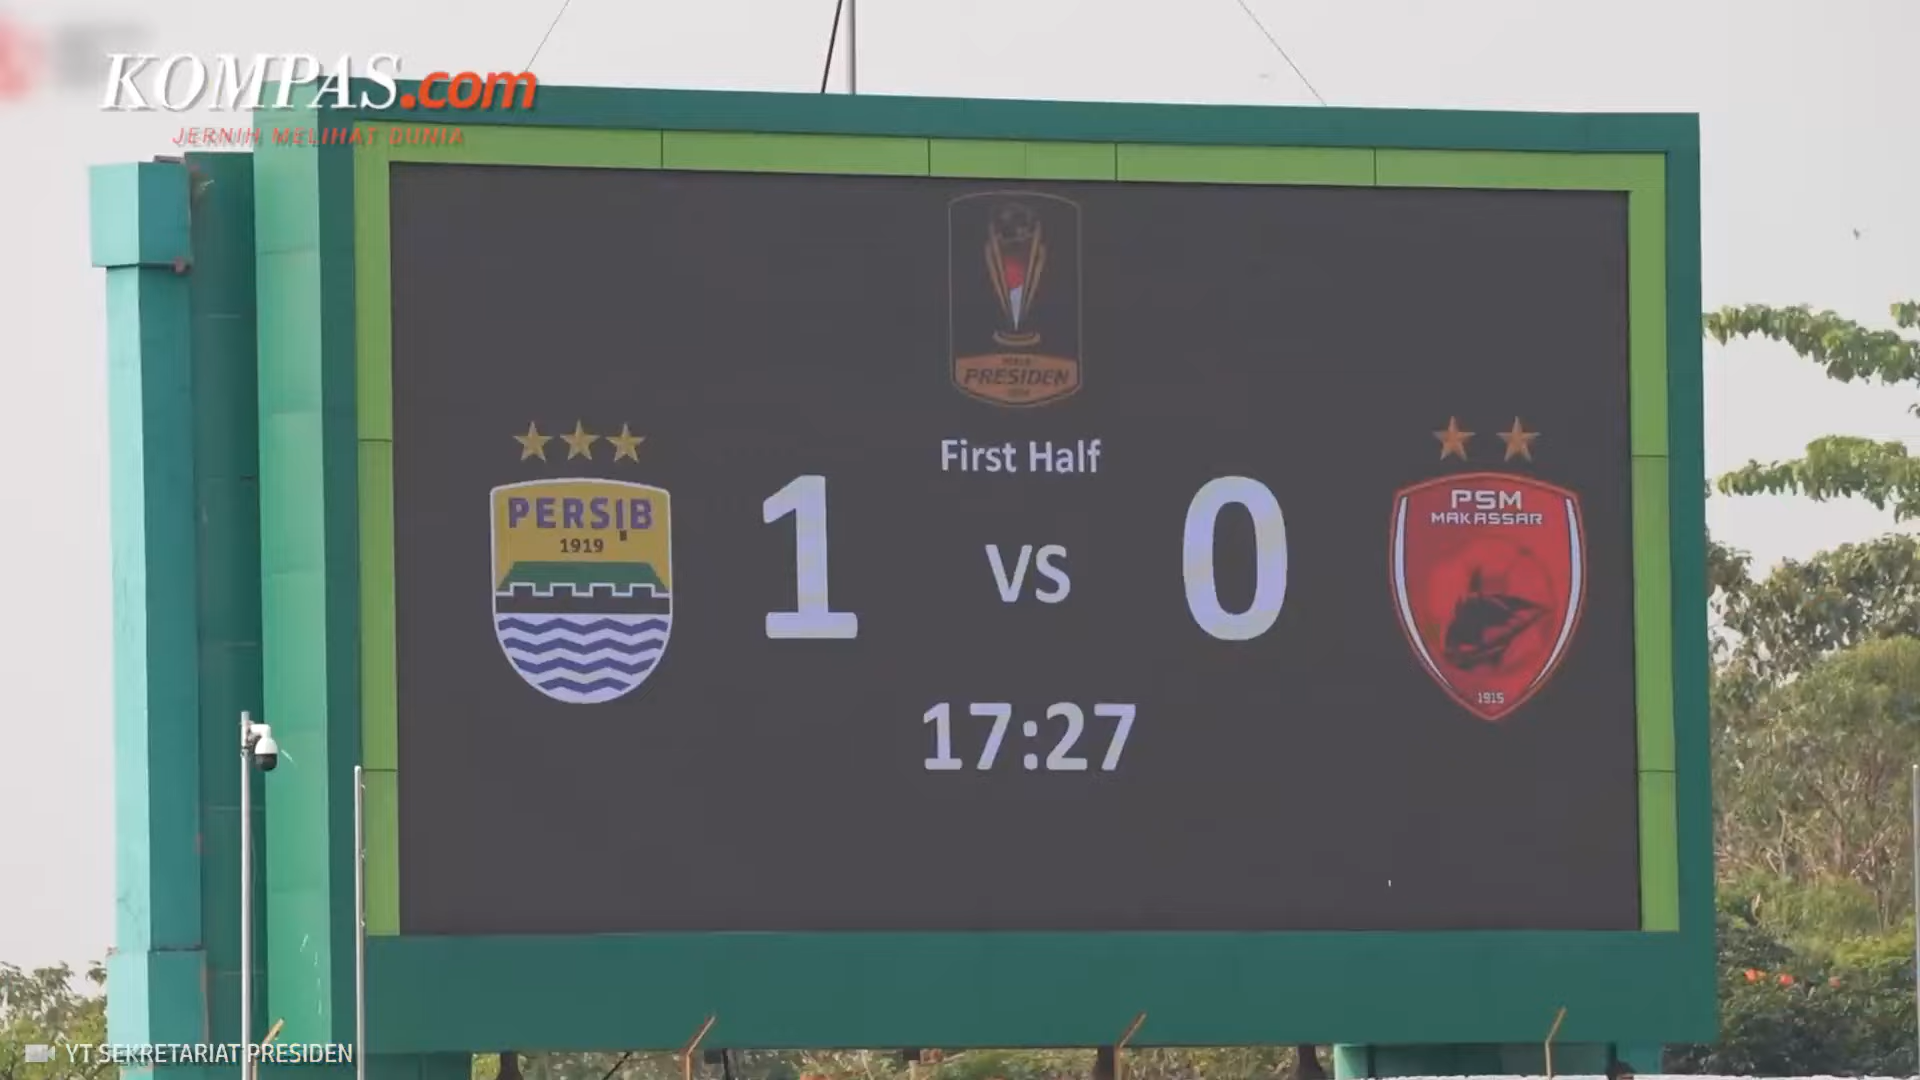 KOMPAS.com
JERNIH MELIHAT DUNIA
PRESIDEN
First Half
PERSIB
1919
1
VS
0
PSM
MAKASSAR
1915
17:27
YT SEKRETARIAT PRESIDEN